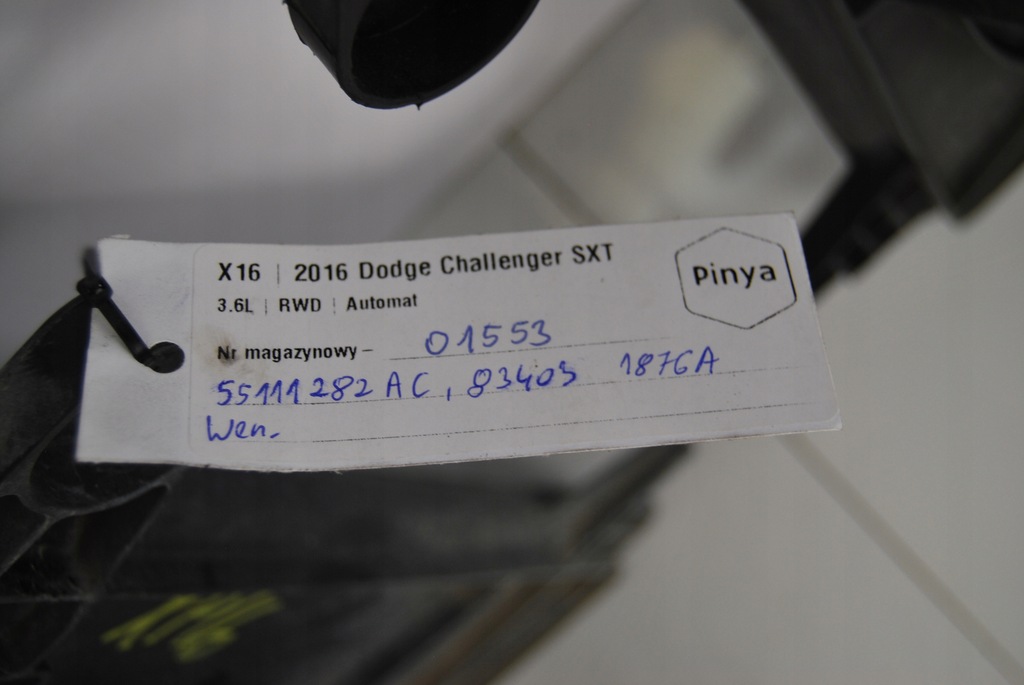 X16 | 2016 Dodge Challenger SXT
3.6L | RWD | Automat
Pinya
Nr magazynowy – 01553
55111282AC, 83403 1876A
Wen.